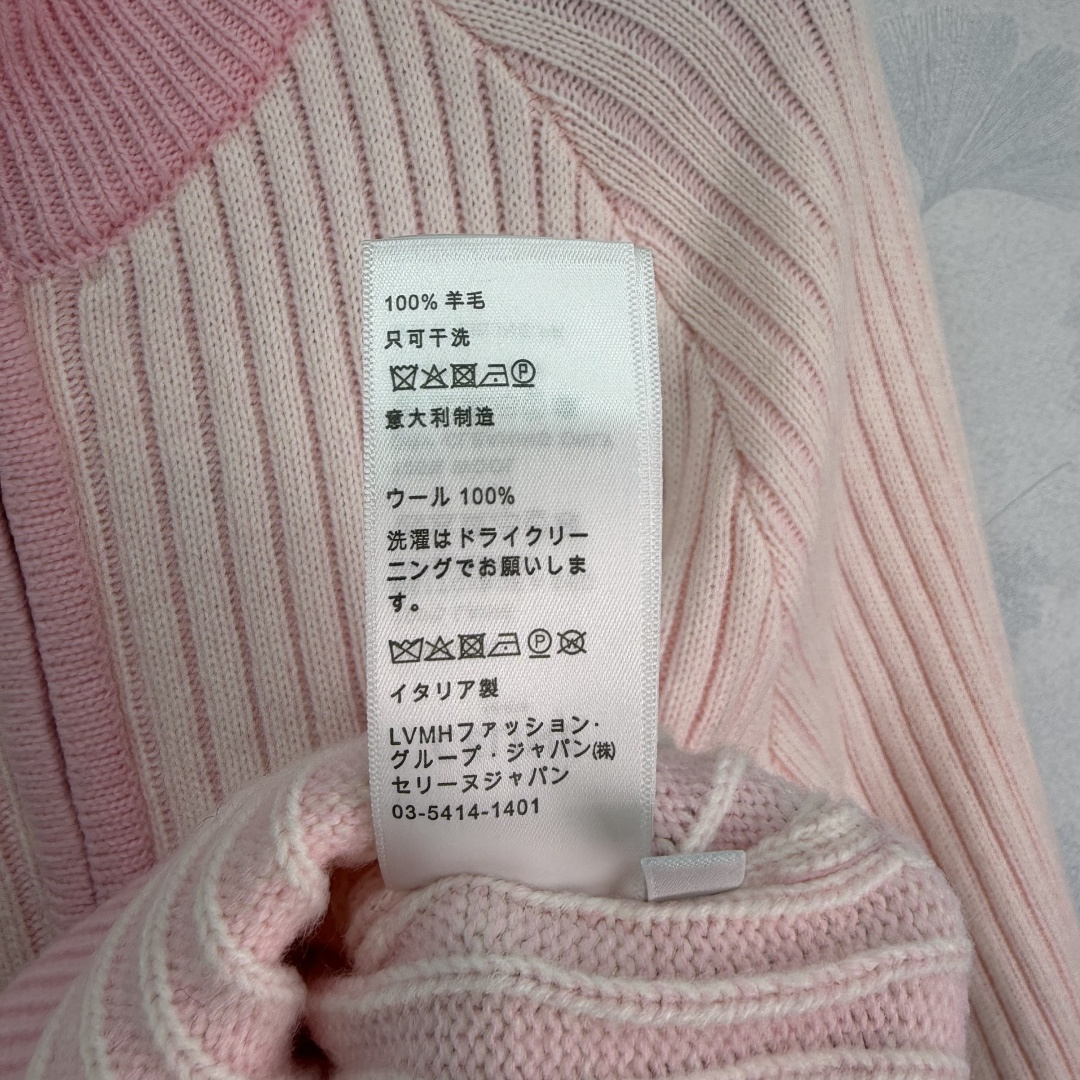 100% 羊毛
只可干洗
P
意大利制造
ウール 100%
洗濯はドライクリー
ニングでお願いしま
す。
P W
イタリア製
LVMHファッション·
グループ·ジャパン㈱
セリーヌジャパン
03-5414-1401